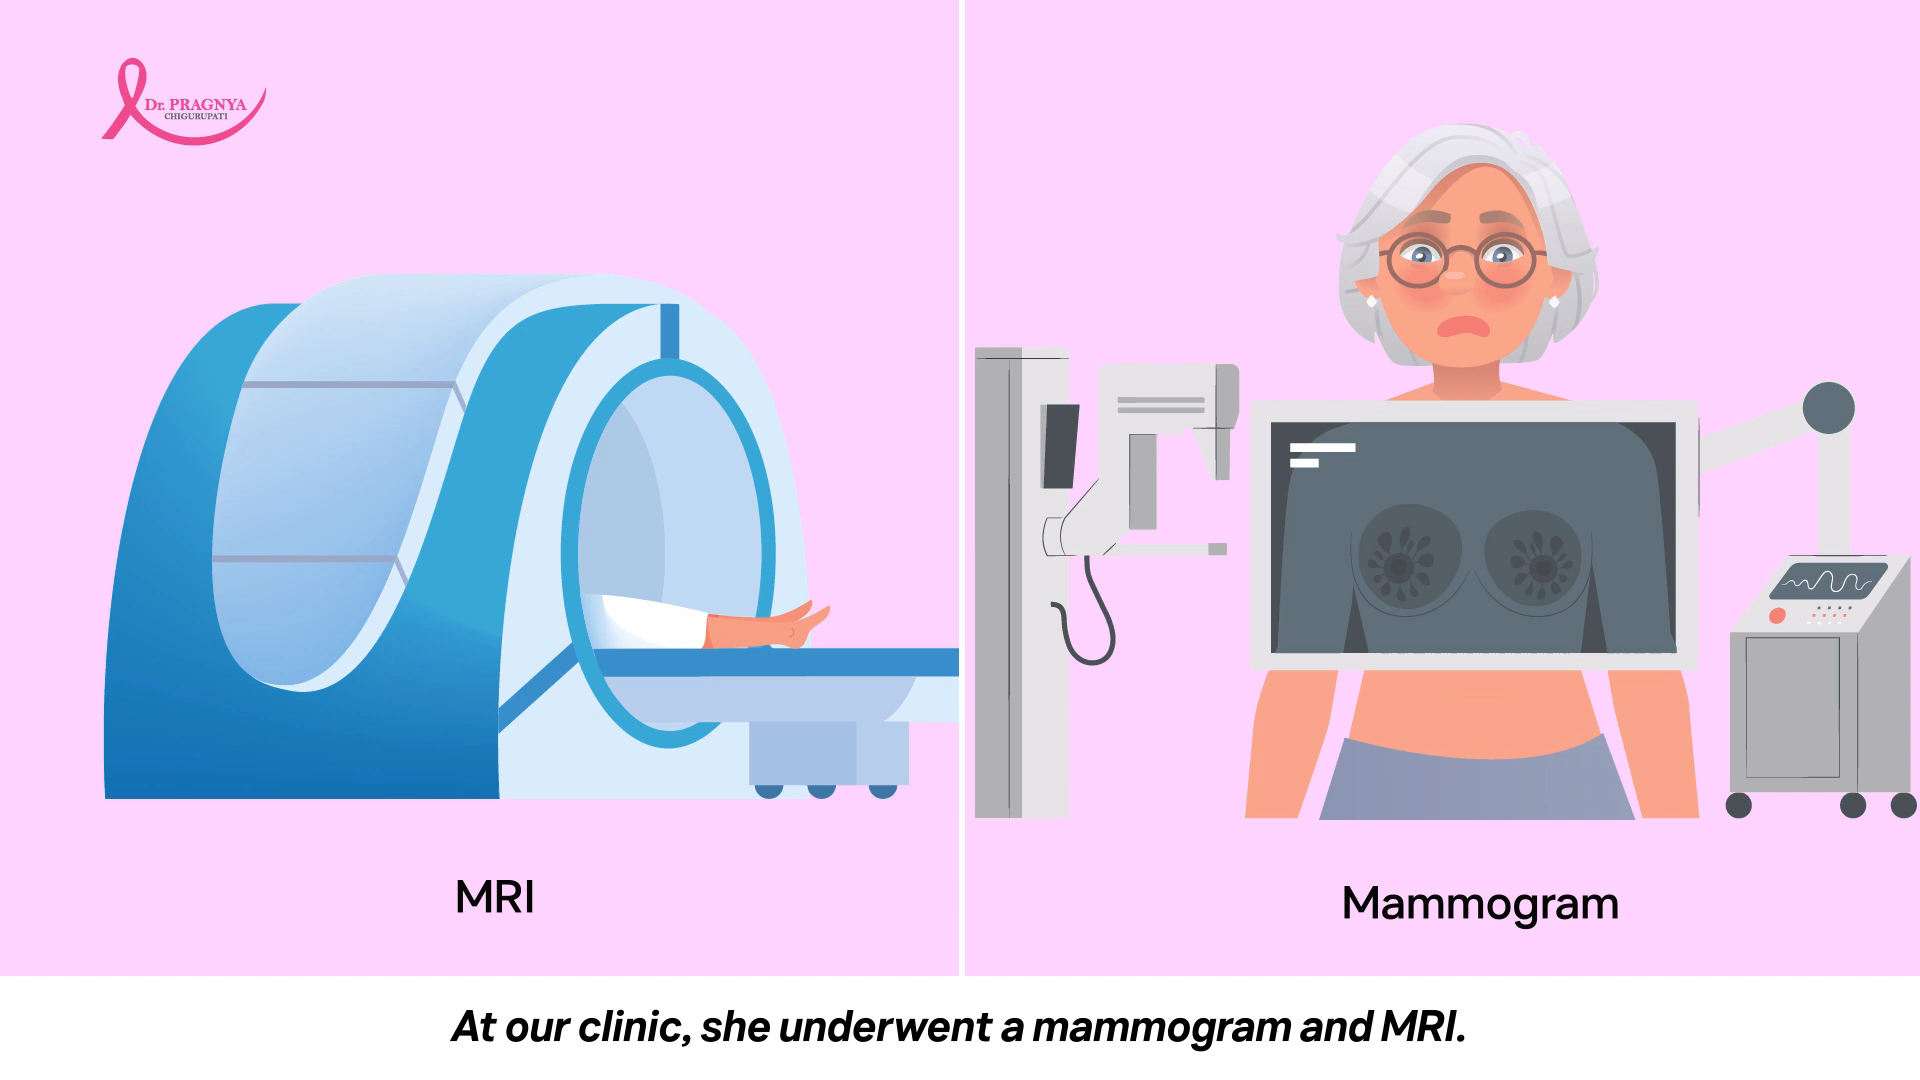 Dr. PRAGNYA
CHIGURUPATI
MRI
Mammogram
At our clinic, she underwent a mammogram and MRI.